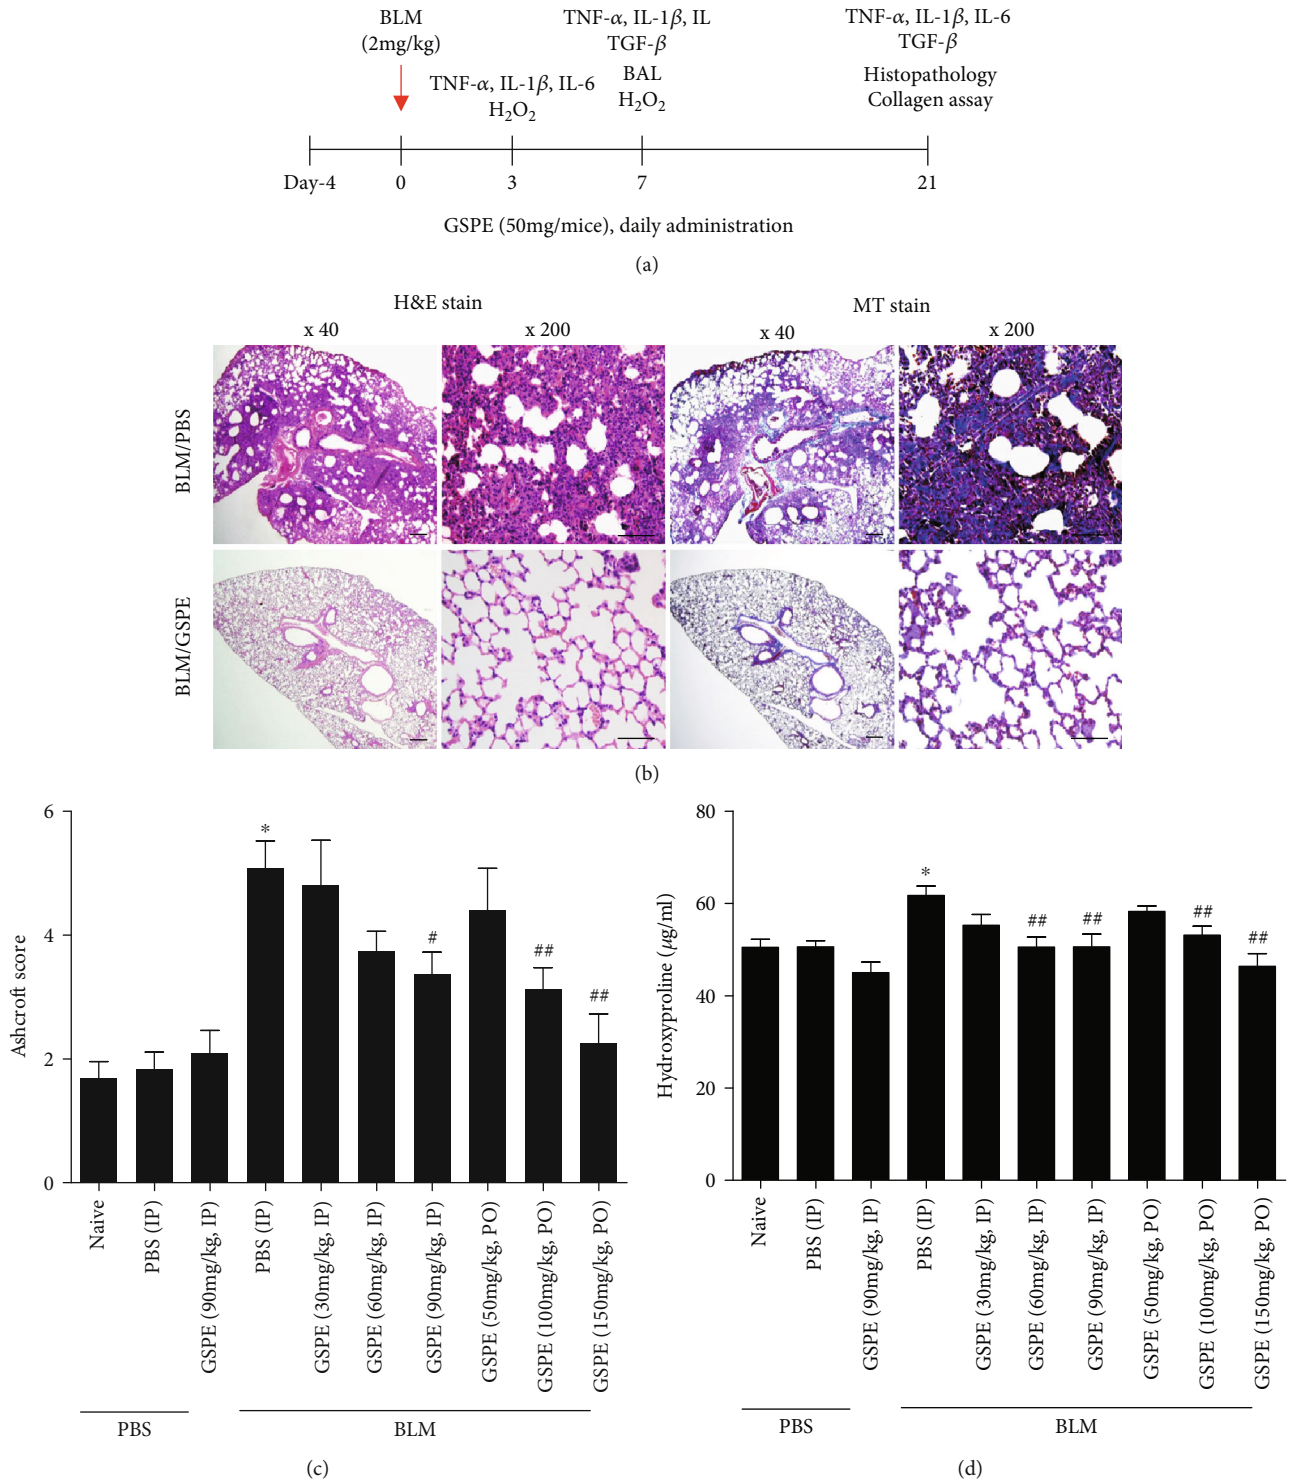 BLM
(2mg/kg)
TNF-α, IL-1β, IL-6
H₂O₂
TNF-α, IL-1β, IL
TGF-β
BAL
H₂O₂
TNF-α, IL-1β, IL-6
TGF-β
Histopathology
Collagen assay
Day-4 0 3 7 21
GSPE (50mg/mice), daily administration
(a)
H&E stain MT stain
x 40 x 200 x 40 x 200
BLM/PBS
BLM/GSPE
(b)
Ashcroft score
6
4
2
0
*
#
##
##
Naive
PBS (IP)
GSPE (90mg/kg, IP)
PBS (IP)
GSPE (30mg/kg, IP)
GSPE (60mg/kg, IP)
GSPE (90mg/kg, IP)
GSPE (50mg/kg, PO)
GSPE (100mg/kg, PO)
GSPE (150mg/kg, PO)
PBS BLM
(c)
Hydroxyproline (μg/ml)
80
60
40
20
0
*
##
##
##
##
Naive
PBS (IP)
GSPE (90mg/kg, IP)
PBS (IP)
GSPE (30mg/kg, IP)
GSPE (60mg/kg, IP)
GSPE (90mg/kg, IP)
GSPE (50mg/kg, PO)
GSPE (100mg/kg, PO)
GSPE (150mg/kg, PO)
PBS BLM
(d)